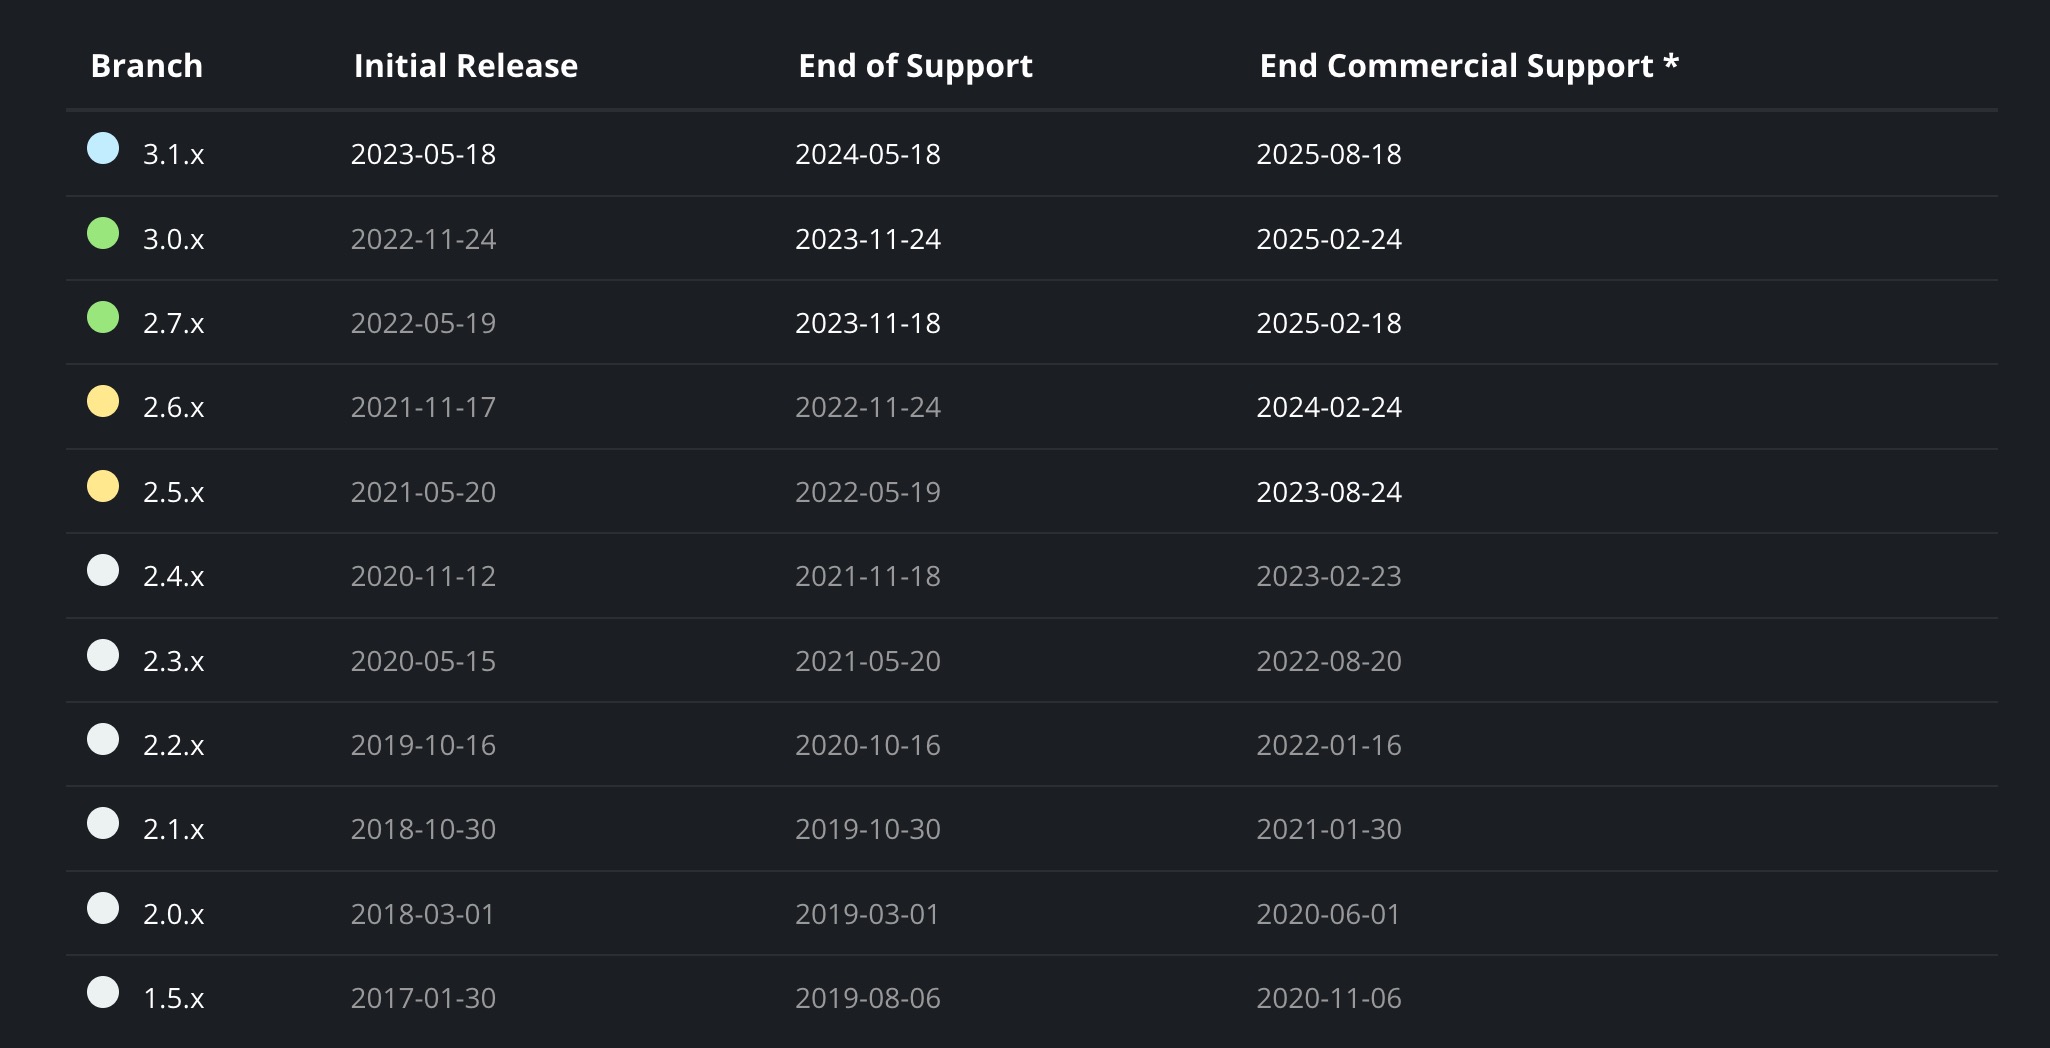 Branch Initial Release End of Support End Commercial Support *
3.1.x 2023-05-18 2024-05-18 2025-08-18
3.0.x 2022-11-24 2023-11-24 2025-02-24
2.7.x 2022-05-19 2023-11-18 2025-02-18
2.6.x 2021-11-17 2022-11-24 2024-02-24
2.5.x 2021-05-20 2022-05-19 2023-08-24
2.4.x 2020-11-12 2021-11-18 2023-02-23
2.3.x 2020-05-15 2021-05-20 2022-08-20
2.2.x 2019-10-16 2020-10-16 2022-01-16
2.1.x 2018-10-30 2019-10-30 2021-01-30
2.0.x 2018-03-01 2019-03-01 2020-06-01
1.5.x 2017-01-30 2019-08-06 2020-11-06